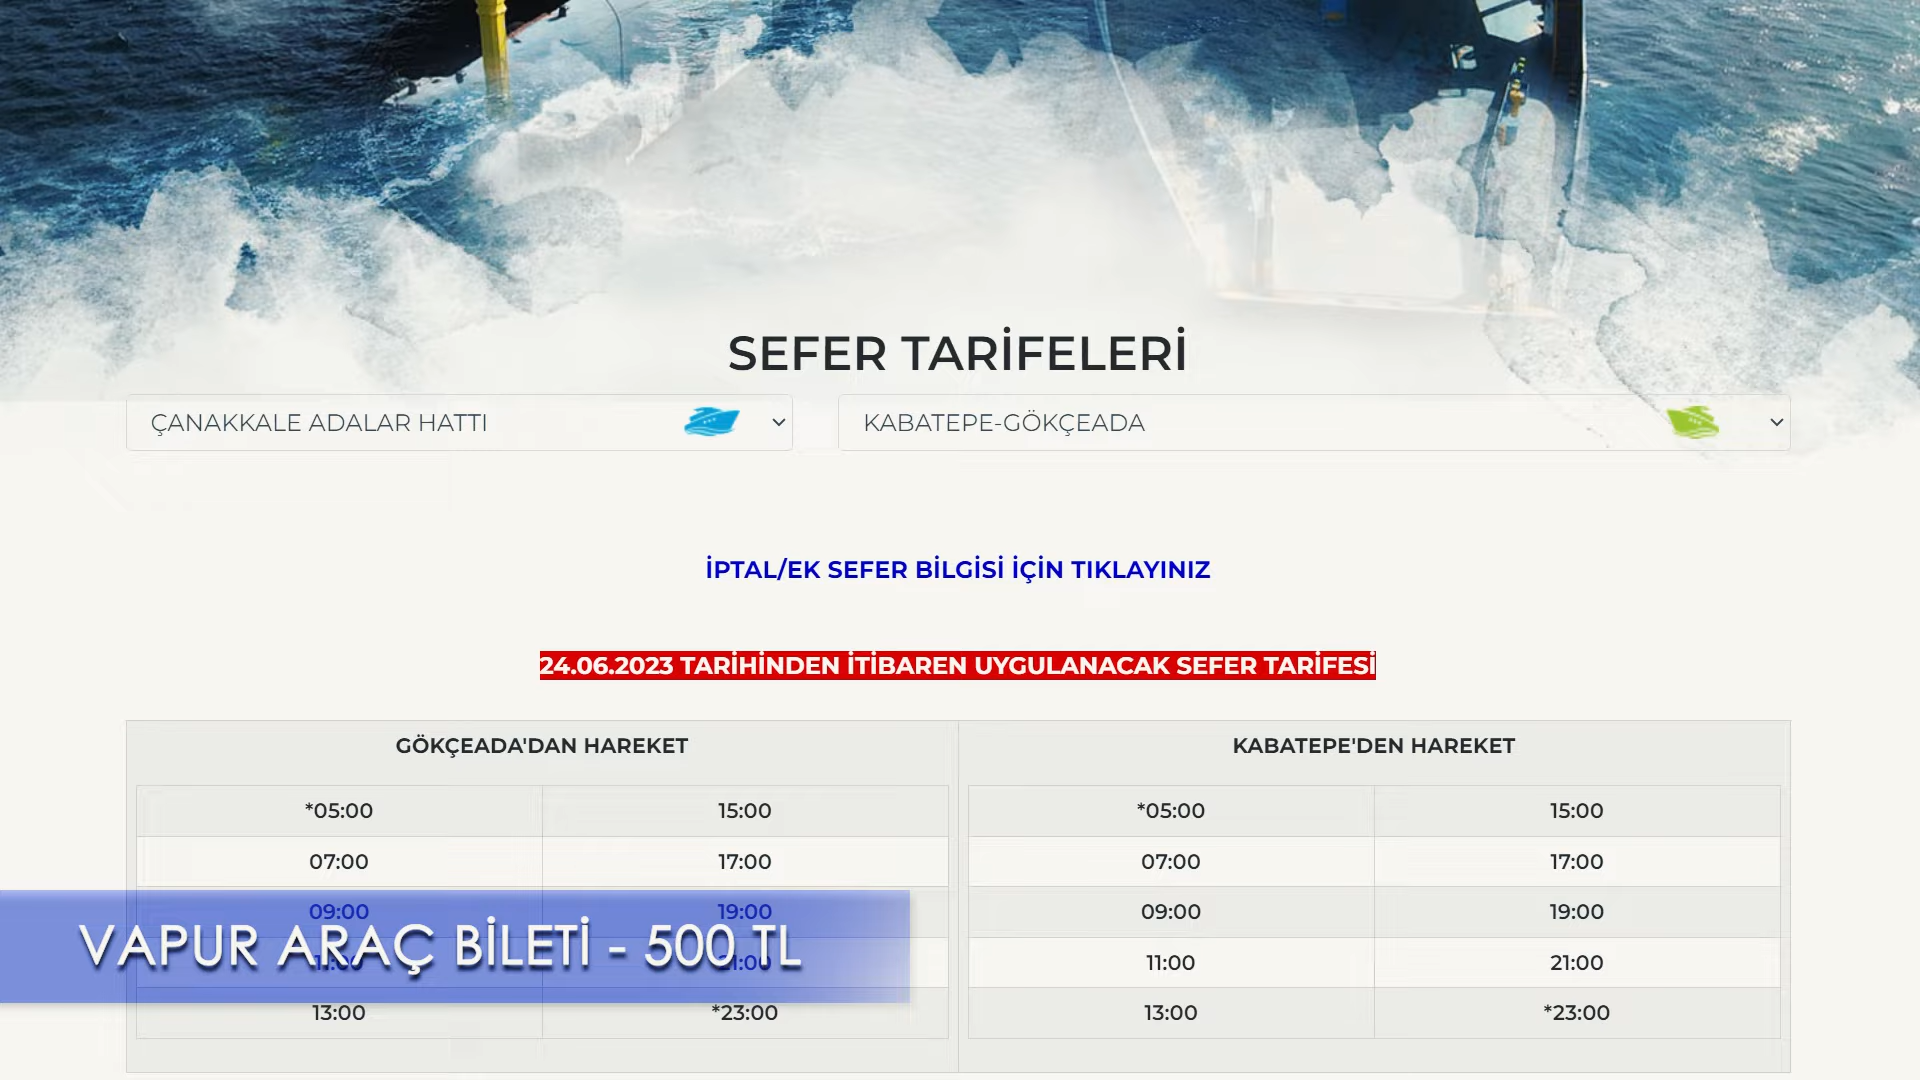 SEFER TARİFELERİ
ÇANAKKALE ADALAR HATTI
KABATEPE-GÖKÇEADA
İPTAL/EK SEFER BİLGİSİ İÇİN TIKLAYINIZ
24.06.2023 TARİHİNDEN İTİBAREN UYGULANACAK SEFER TARİFESİ
GÖKÇEADA'DAN HAREKET KABATEPE'DEN HAREKET
*05:00 15:00 *05:00 15:00
07:00 17:00 07:00 17:00
09:00 19:00 09:00 19:00
VAPUR ARAÇ BİLETİ - 500 TL
11:00 21:00 11:00 21:00
13:00 *23:00 13:00 *23:00